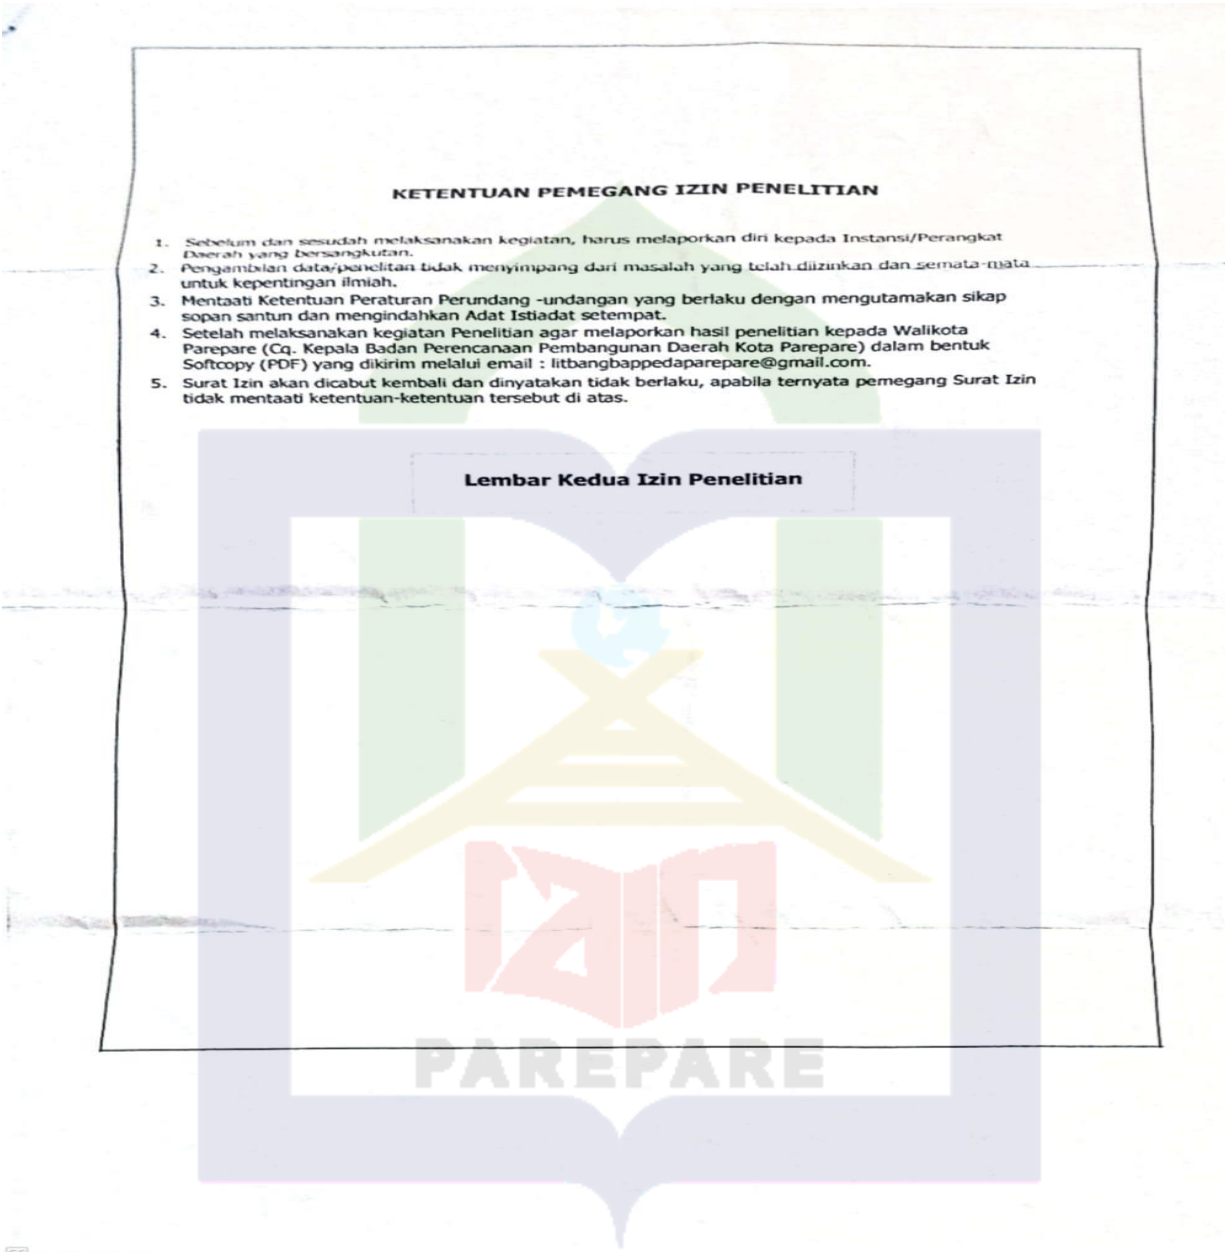 KETENTUAN PEMEGANG IZIN PENELITIAN
1. Sebelum dan sesudah melaksanakan kegiatan, harus melaporkan diri kepada Instansi/Perangkat
Daerah yang bersangkutan.
2. Pengambilan data/penelitan tidak menyimpang dari masalah yang telah diizinkan dan semata-mata
untuk kepentingan ilmiah.
3. Mentaati Ketentuan Peraturan Perundang -undangan yang berlaku dengan mengutamakan sikap
sopan santun dan mengindahkan Adat Istiadat setempat.
4. Setelah melaksanakan kegiatan Penelitian agar melaporkan hasil penelitian kepada Walikota
Parepare (Cq. Kepala Badan Perencanaan Pembangunan Daerah Kota Parepare) dalam bentuk
Softcopy (PDF) yang dikirim melalui email : litbangbappedaparepare@gmail.com.
5. Surat Izin akan dicabut kembali dan dinyatakan tidak berlaku, apabila ternyata pemegang Surat Izin
tidak mentaati ketentuan-ketentuan tersebut di atas.
Lembar Kedua Izin Penelitian
iain
PAREPARE